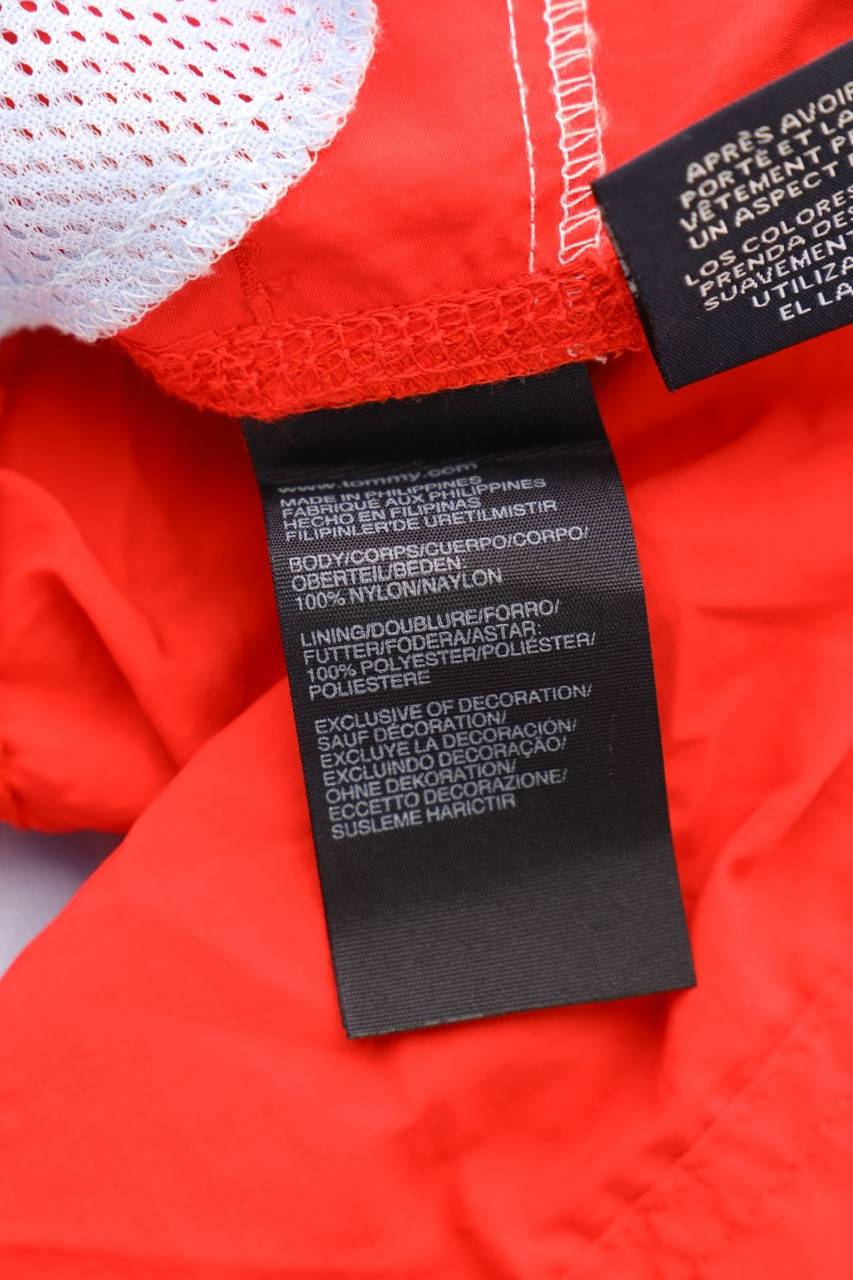 APRÈS AVOIR
PORTÉ ET LA
VÊTEMENT
UN ASPECT
LOS COLORES
PRENDA
SUAVEMENT
UTILIZA
EL LA
www.tommy.com
MADE IN PHILIPPINES
FABRIQUÉ AUX PHILIPPINES
HECHO EN FILIPINAS
FILIPINLER'DE URETILMISTIR
BODY/CORPS/CUERPO/CORPO/
OBERTEIL/BEDEN:
100% NYLON/NAYLON
LINING/DOUBLURE/FORRO/
FUTTER/FODERA/ASTAR:
100% POLYESTER/POLIÉSTER/
POLIESTERE
EXCLUSIVE OF DECORATION/
SAUF DÉCORATION/
EXCLUYE LA DECORACIÓN/
EXCLUINDO DECORAÇÃO/
OHNE DEKORATION/
ECCETTO DECORAZIONE/
SUSLEME HARICTIR